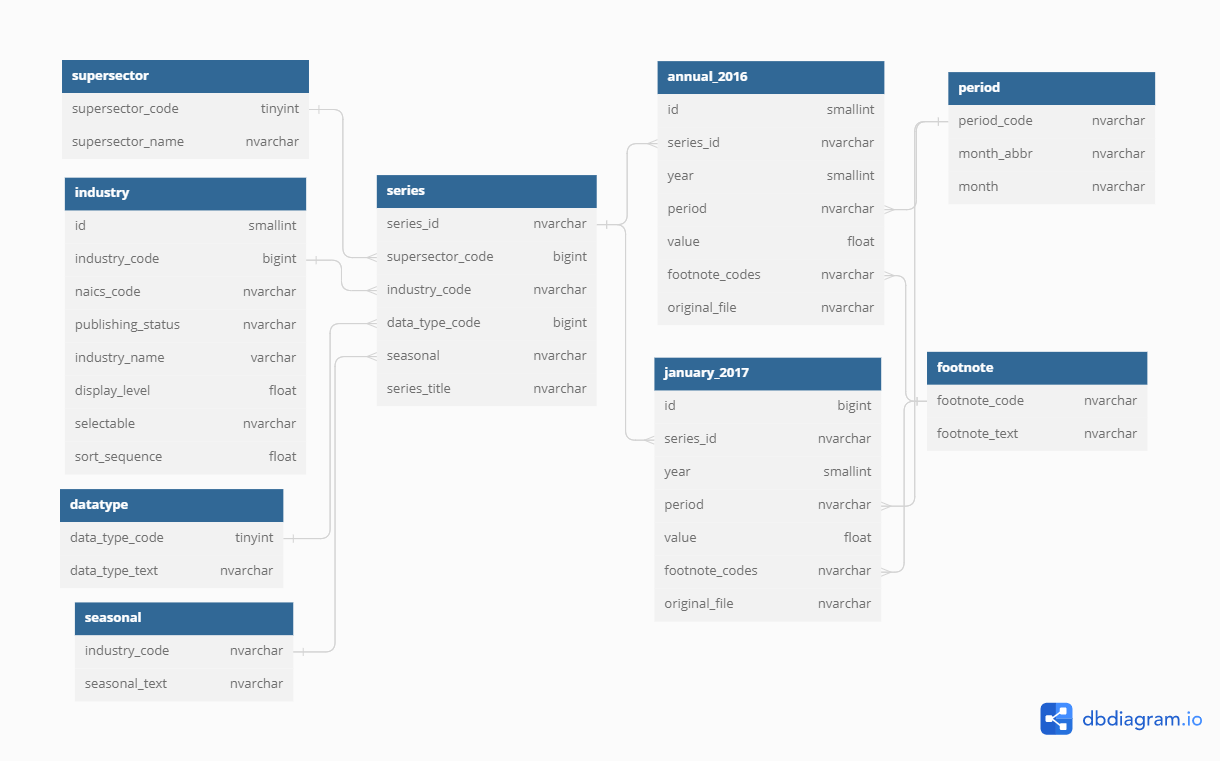 supersector
supersector_code tinyint
supersector_name nvarchar
industry
id smallint
industry_code bigint
naics_code nvarchar
publishing_status nvarchar
industry_name varchar
display_level float
selectable nvarchar
sort_sequence float
datatype
data_type_code tinyint
data_type_text nvarchar
seasonal
industry_code nvarchar
seasonal_text nvarchar
series
series_id nvarchar
supersector_code bigint
industry_code nvarchar
data_type_code bigint
seasonal nvarchar
series_title nvarchar
annual_2016
id smallint
series_id nvarchar
year smallint
period nvarchar
value float
footnote_codes nvarchar
original_file nvarchar
january_2017
id bigint
series_id nvarchar
year smallint
period nvarchar
value float
footnote_codes nvarchar
original_file nvarchar
period
period_code nvarchar
month_abbr nvarchar
month nvarchar
footnote
footnote_code nvarchar
footnote_text nvarchar
dbdiagram.io